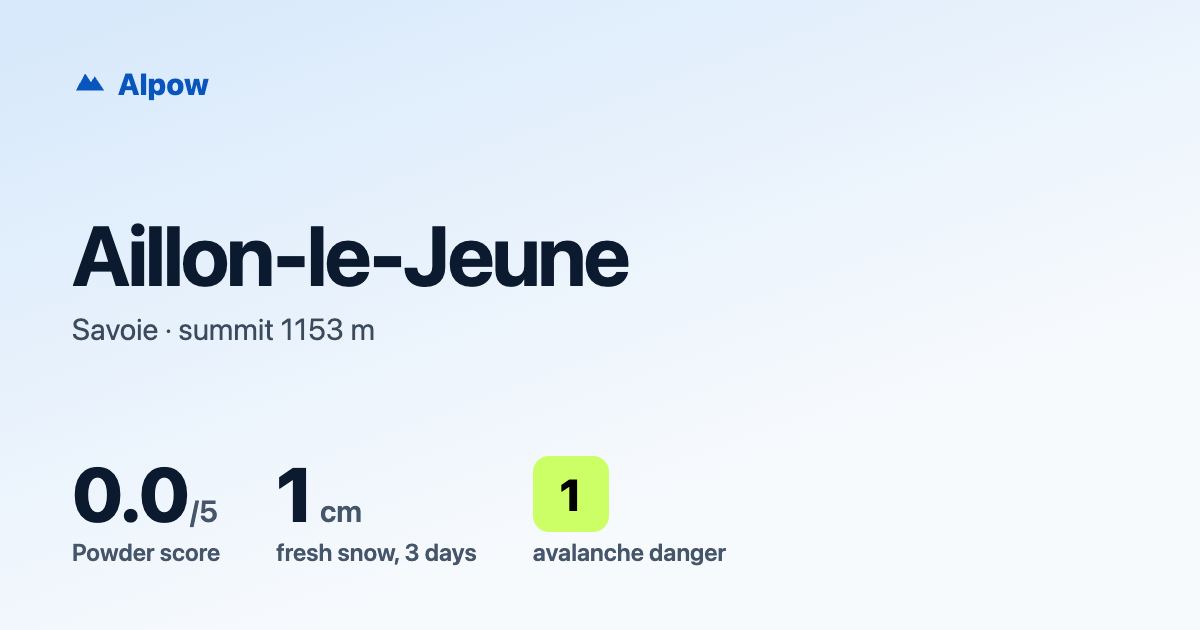 Alpow
Aillon-le-Jeune
Savoie · summit 1153 m
0.0/5
Powder score
1 cm
fresh snow, 3 days
1
avalanche danger